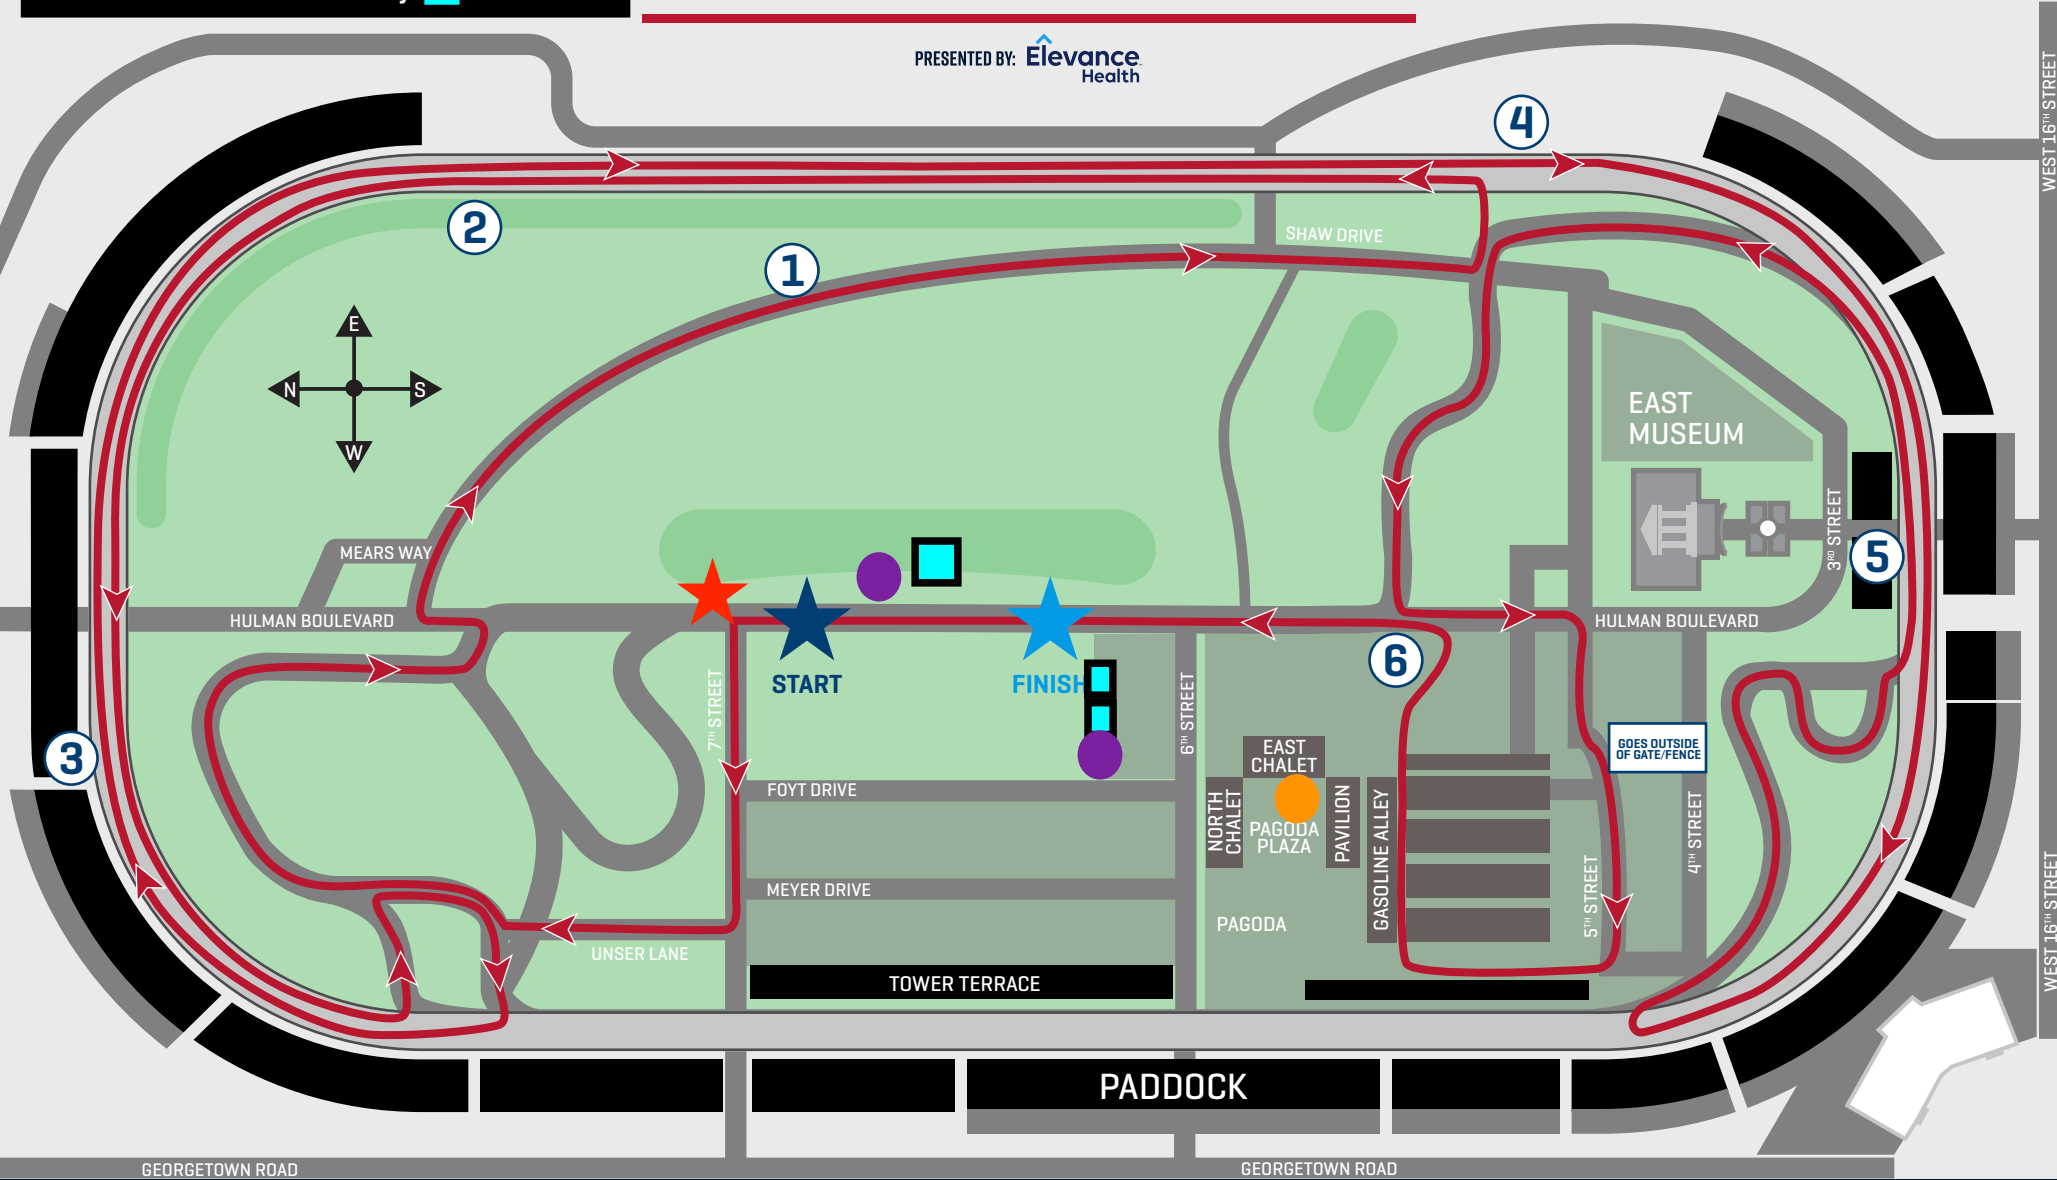 PRESENTED BY: Elevance
Health
WEST 16TH STREET
4
2
1
SHAW DRIVE
E
N
S
W
EAST
MUSEUM
MEARS WAY
3RD STREET
5
HULMAN BOULEVARD
HULMAN BOULEVARD
6
START
FINISH
7TH STREET
6TH STREET
3
GOES OUTSIDE
OF GATE/FENCE
EAST
CHALET
FOYT DRIVE
NORTH
CHALET
PAVILION
GASOLINE ALLEY
PAGODA
PLAZA
4TH STREET
5TH STREET
MEYER DRIVE
PAGODA
UNSER LANE
TOWER TERRACE
WEST 16TH STREET
PADDOCK
GEORGETOWN ROAD
GEORGETOWN ROAD